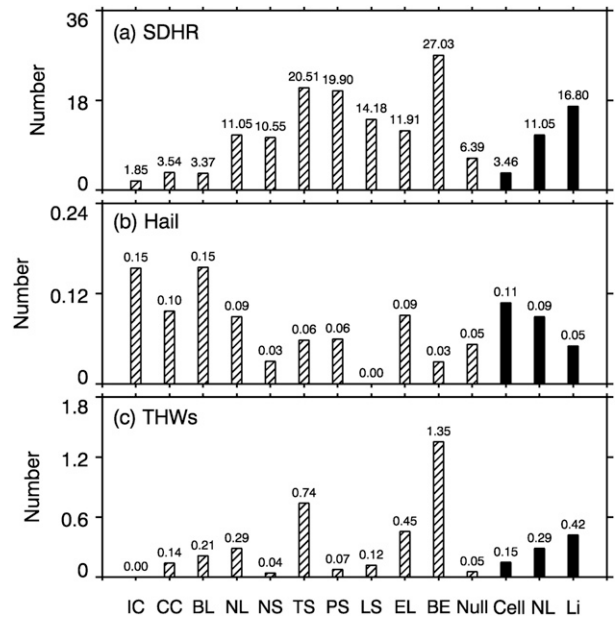 36
(a) SDHR
Number
18
0
1.85 3.54 3.37 11.05 10.55 20.51 19.90 14.18 11.91 27.03 6.39 3.46 11.05 16.80
0.24
(b) Hail
Number
0.12
0
0.15 0.10 0.15 0.09 0.03 0.06 0.06 0.00 0.09 0.03 0.05 0.11 0.09 0.05
1.8
(c) THWs
Number
1.2
0.6
0
0.00 0.14 0.21 0.29 0.04 0.74 0.07 0.12 0.45 1.35 0.05 0.15 0.29 0.42
IC CC BL NL NS TS PS LS EL BE Null Cell NL Li